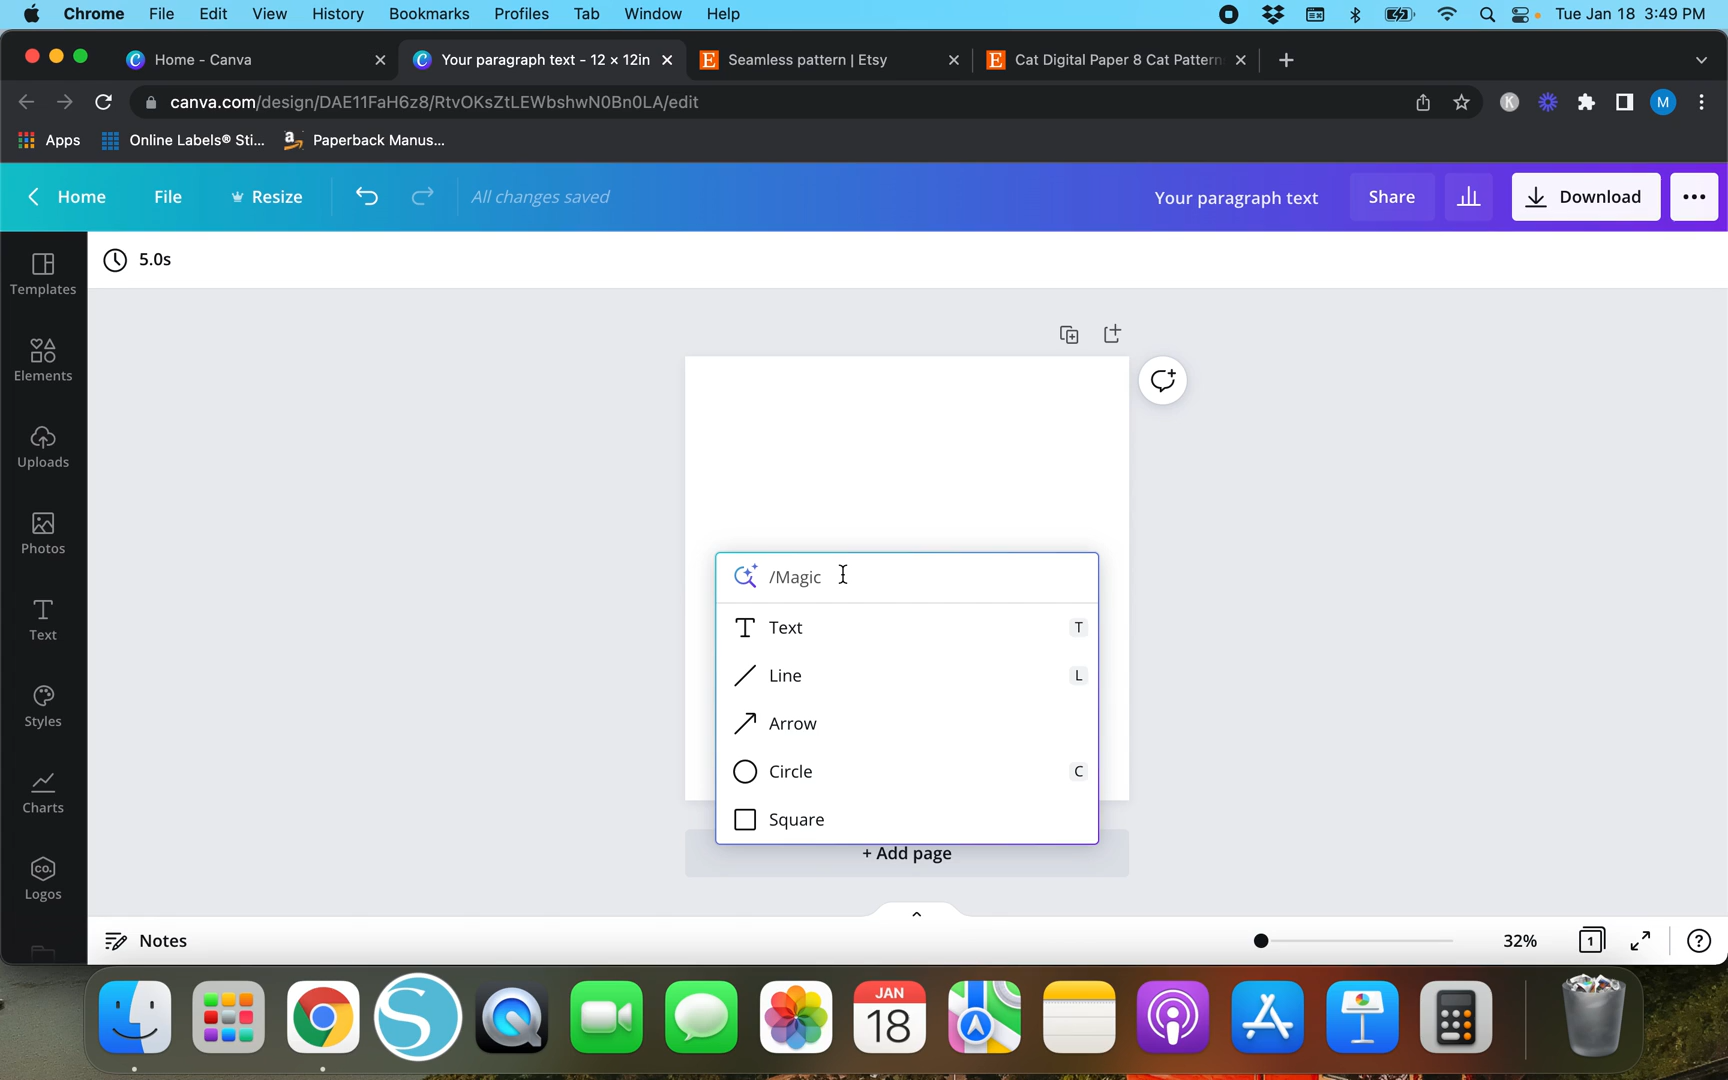 Chrome File Edit View History Bookmarks Profiles Tab Window Help Tue Jan 18 3:49 PM
Home - Canva Your paragraph text - 12 × 12in Seamless pattern | Etsy Cat Digital Paper 8 Cat Pattern
canva.com/design/DAE11FaH6z8/RtvOKsZtLEWbshwN0Bn0LA/edit K M
Apps Online Labels® Sti... Paperback Manus...
Home File Resize All changes saved Your paragraph text Share Download
5.0s
Templates
Elements
Uploads
Photos
Text
Styles
Charts
CO.
Logos
/Magic
Text T
Line L
Arrow
Circle C
Square
+ Add page
Notes 32% 1 ?
JAN
18